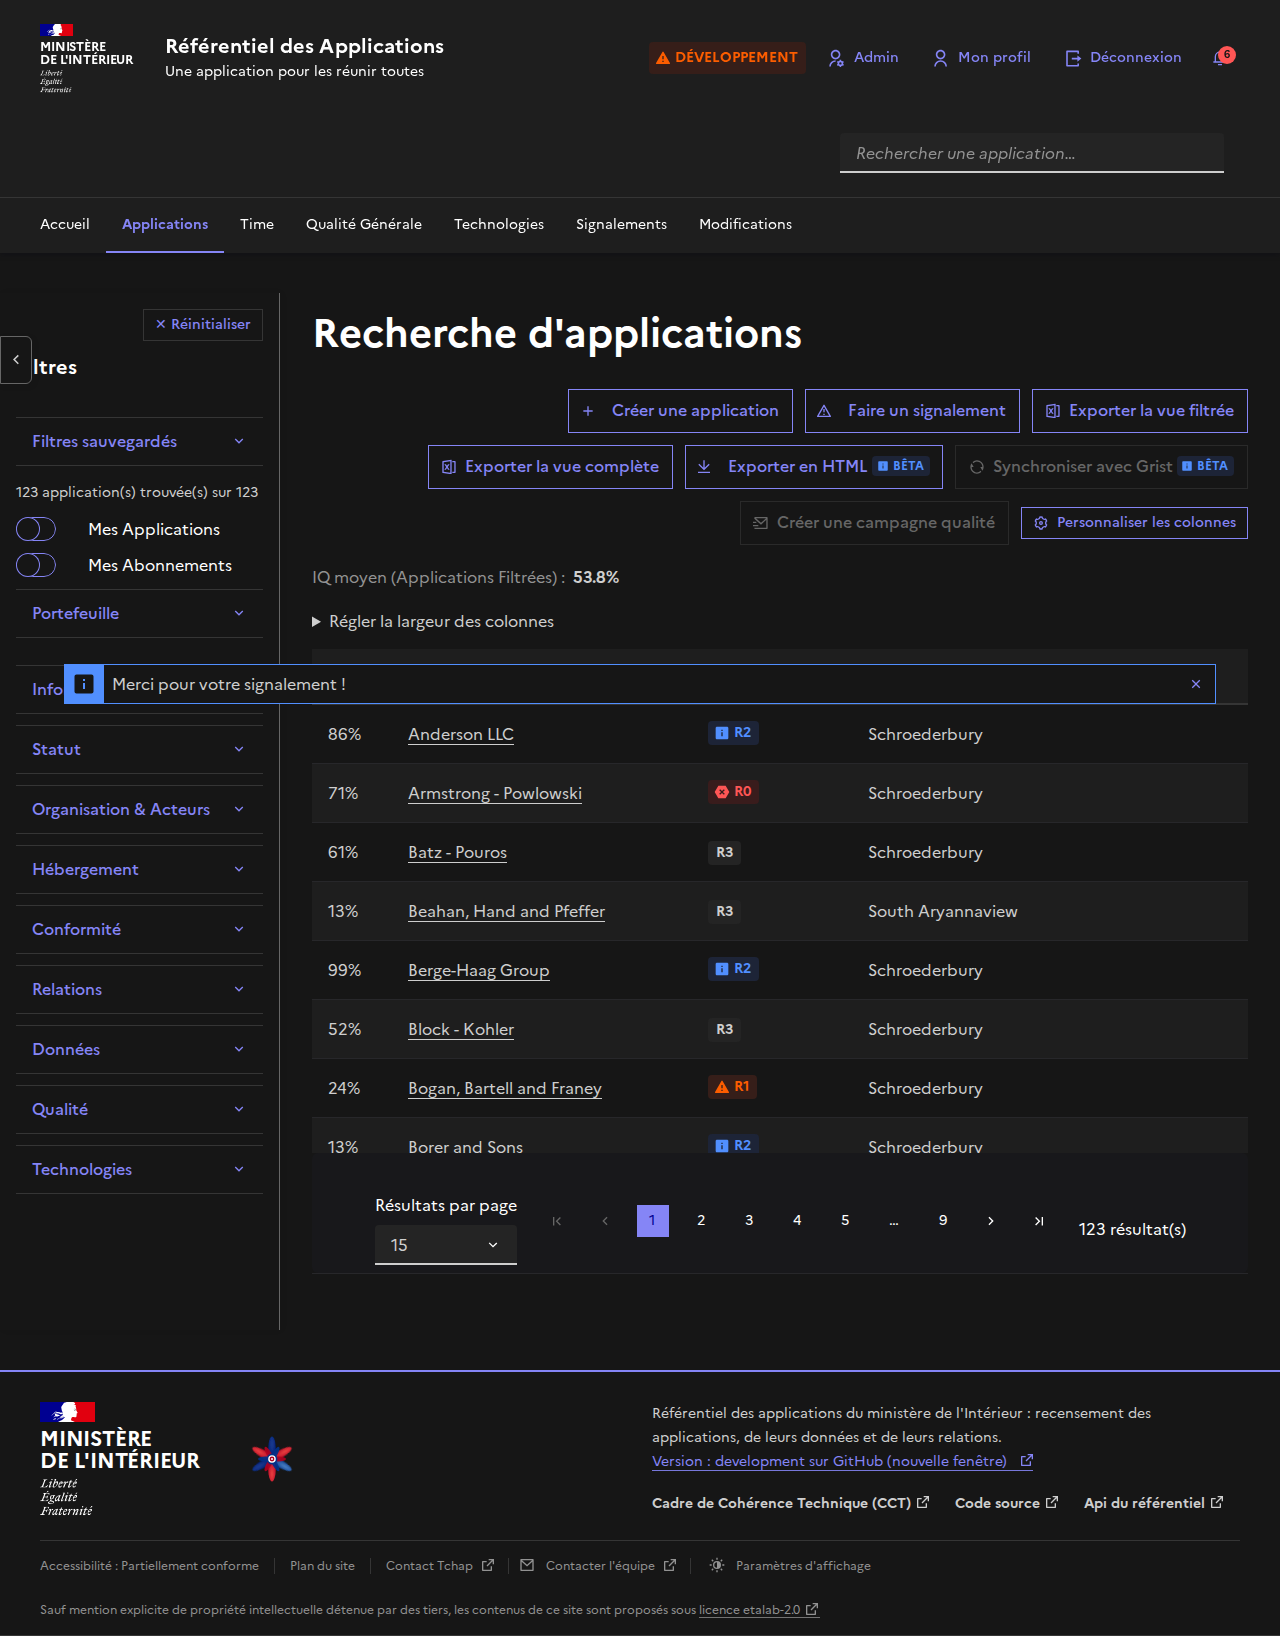 MINISTÈRE
DE L'INTÉRIEUR
Liberté
Égalité
Fraternité
Référentiel des Applications
Une application pour les réunir toutes
DÉVELOPPEMENT
Admin
Mon profil
Déconnexion
6
Rechercher une application…
Accueil
Applications
Time
Qualité Générale
Technologies
Signalements
Modifications
Réinitialiser
ltres
Filtres sauvegardés
123 application(s) trouvée(s) sur 123
Mes Applications
Mes Abonnements
Portefeuille
Info
Statut
Organisation & Acteurs
Hébergement
Conformité
Relations
Données
Qualité
Technologies
Recherche d'applications
Créer une application
Faire un signalement
Exporter la vue filtrée
Exporter la vue complète
Exporter en HTML BÊTA
Synchroniser avec Grist BÊTA
Créer une campagne qualité
Personnaliser les colonnes
IQ moyen (Applications Filtrées) : 53.8%
Régler la largeur des colonnes
Merci pour votre signalement !
86% Anderson LLC R2 Schroederbury
71% Armstrong - Powlowski R0 Schroederbury
61% Batz - Pouros R3 Schroederbury
13% Beahan, Hand and Pfeffer R3 South Aryannaview
99% Berge-Haag Group R2 Schroederbury
52% Block - Kohler R3 Schroederbury
24% Bogan, Bartell and Franey R1 Schroederbury
13% Borer and Sons R2 Schroederbury
Résultats par page
15
1 2 3 4 5 … 9
123 résultat(s)
MINISTÈRE
DE L'INTÉRIEUR
Liberté
Égalité
Fraternité
Référentiel des applications du ministère de l'Intérieur : recensement des
applications, de leurs données et de leurs relations.
Version : development sur GitHub (nouvelle fenêtre)
Cadre de Cohérence Technique (CCT)
Code source
Api du référentiel
Accessibilité : Partiellement conforme
Plan du site
Contact Tchap
Contacter l'équipe
Paramètres d'affichage
Sauf mention explicite de propriété intellectuelle détenue par des tiers, les contenus de ce site sont proposés sous licence etalab-2.0